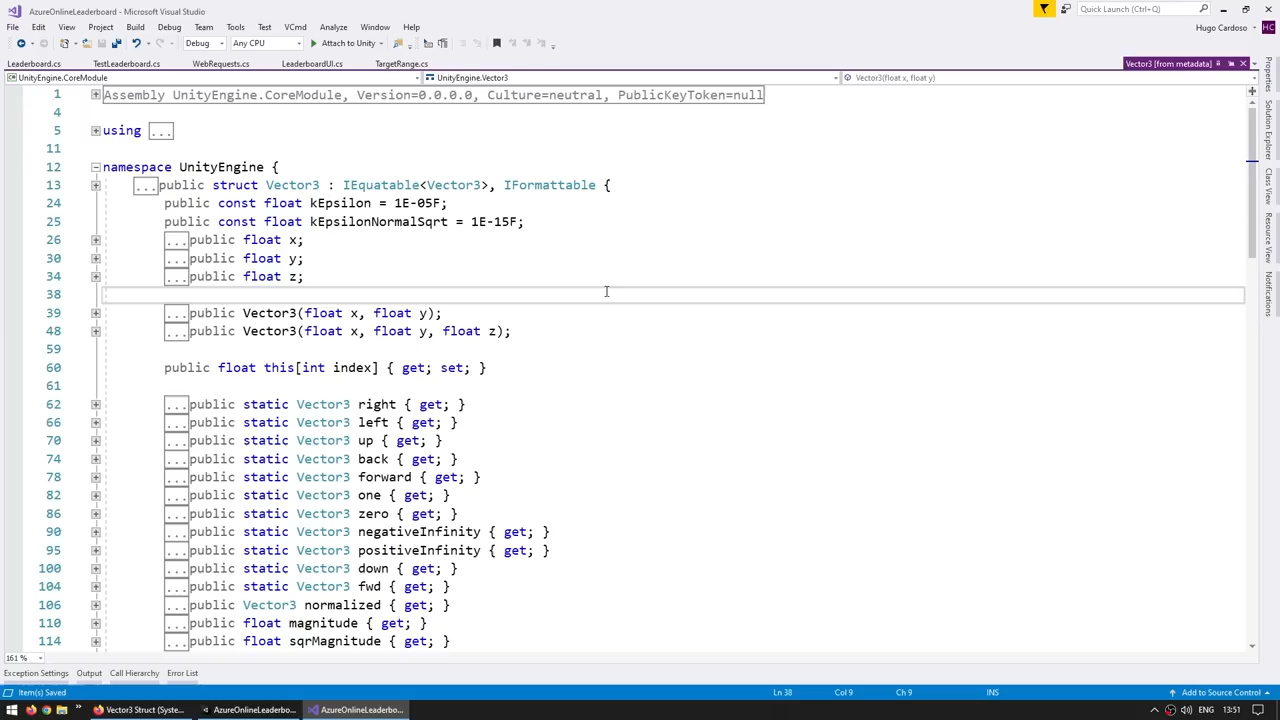 AzureOnlineLeaderboard - Microsoft Visual Studio
Quick Launch (Ctrl+Q)
File Edit View Project Build Debug Team Tools Test VCmd Analyze Window Help
Hugo Cardoso HC
Debug Any CPU Attach to Unity
Leaderboard.cs TestLeaderboard.cs WebRequests.cs LeaderboardUI.cs TargetRange.cs Vector3 [from metadata]
UnityEngine.CoreModule UnityEngine.Vector3 Vector3(float x, float y)
1 Assembly UnityEngine.CoreModule, Version=0.0.0.0, Culture=neutral, PublicKeyToken=null
4
5 using ...
11
12 namespace UnityEngine {
13 ...public struct Vector3 : IEquatable<Vector3>, IFormattable {
24 public const float kEpsilon = 1E-05F;
25 public const float kEpsilonNormalSqrt = 1E-15F;
26 ...public float x;
30 ...public float y;
34 ...public float z;
38
39 ...public Vector3(float x, float y);
48 ...public Vector3(float x, float y, float z);
59
60 public float this[int index] { get; set; }
61
62 ...public static Vector3 right { get; }
66 ...public static Vector3 left { get; }
70 ...public static Vector3 up { get; }
74 ...public static Vector3 back { get; }
78 ...public static Vector3 forward { get; }
82 ...public static Vector3 one { get; }
86 ...public static Vector3 zero { get; }
90 ...public static Vector3 negativeInfinity { get; }
95 ...public static Vector3 positiveInfinity { get; }
100 ...public static Vector3 down { get; }
104 ...public static Vector3 fwd { get; }
106 ...public Vector3 normalized { get; }
110 ...public float magnitude { get; }
114 ...public float sqrMagnitude { get; }
Properties
Solution Explorer
Class View
Resource View
Notifications
161 %
Exception Settings Output Call Hierarchy Error List
Item(s) Saved Ln 38 Col 9 Ch 9 INS Add to Source Control
Vector3 Struct (Syste... AzureOnlineLeaderbo... AzureOnlineLeaderbo... ENG 13:51